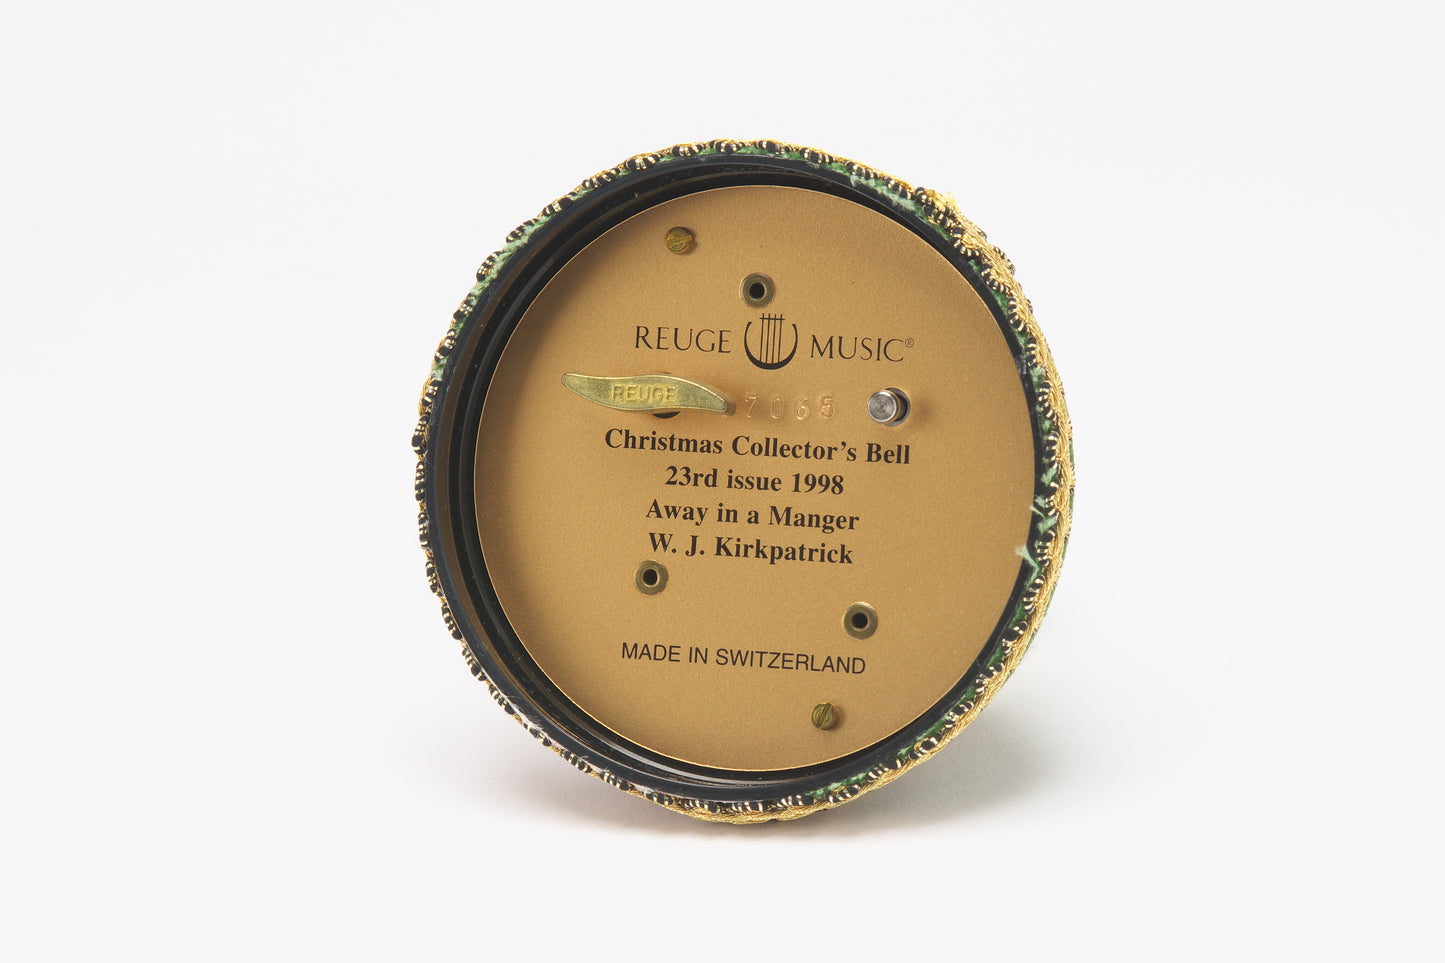 REUGE MUSIC®
REUGE
7065
Christmas Collector's Bell
23rd issue 1998
Away in a Manger
W. J. Kirkpatrick
MADE IN SWITZERLAND